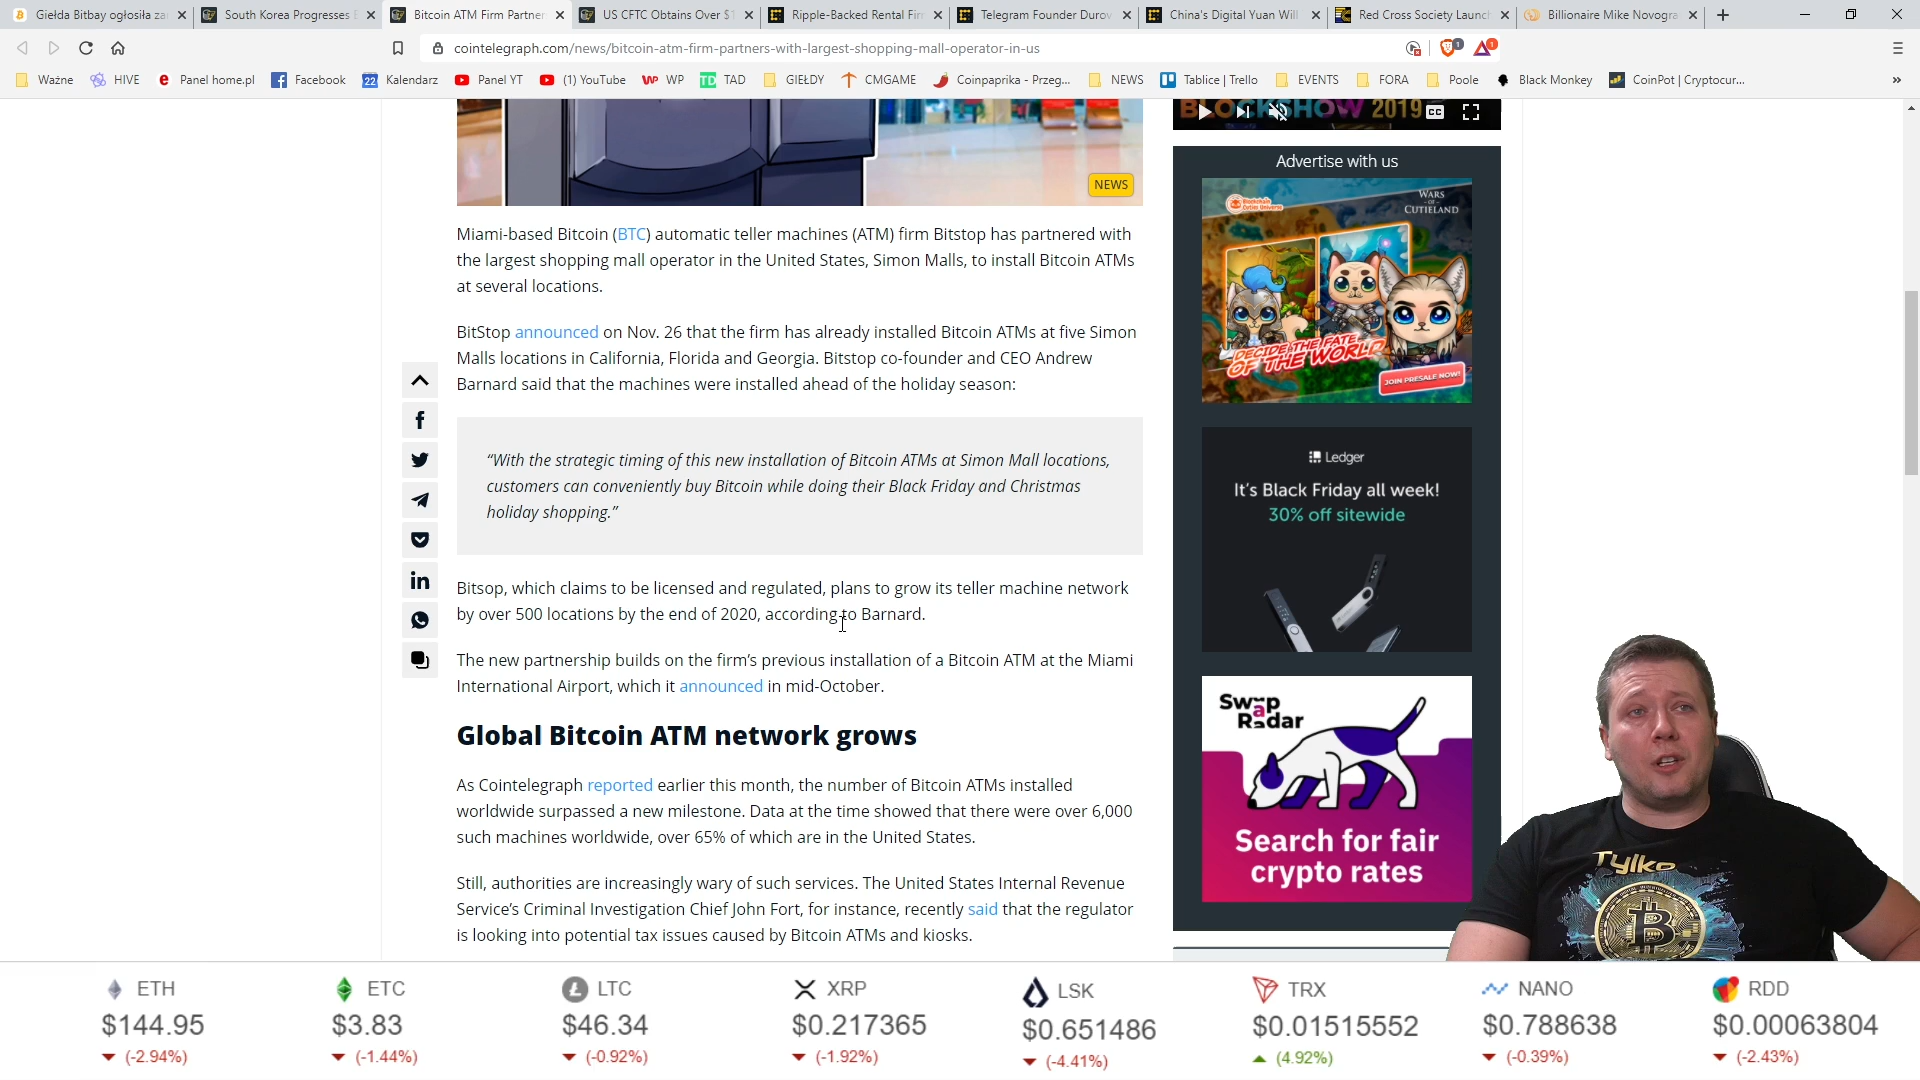 Giełda Bitbay ogłosiła za
South Korea Progresses
Bitcoin ATM Firm Partner
US CFTC Obtains Over $1
Ripple-Backed Rental Fir
Telegram Founder Durov
China's Digital Yuan Will
Red Cross Society Launch
Billionaire Mike Novogra
cointelegraph.com/news/bitcoin-atm-firm-partners-with-largest-shopping-mall-operator-in-us
1
1
Ważne
HIVE
Panel home.pl
Facebook
22 Kalendarz
Panel YT
(1) YouTube
WP WP
TD TAD
GIEŁDY
CMGAME
Coinpaprika - Przeg...
NEWS
Tablice | Trello
EVENTS
FORA
Poole
Black Monkey
CoinPot | Cryptocur...
»
BLOCKSHOW 2019
CC
NEWS
Miami-based Bitcoin (BTC) automatic teller machines (ATM) firm Bitstop has partnered with
the largest shopping mall operator in the United States, Simon Malls, to install Bitcoin ATMs
at several locations.
BitStop announced on Nov. 26 that the firm has already installed Bitcoin ATMs at five Simon
Malls locations in California, Florida and Georgia. Bitstop co-founder and CEO Andrew
Barnard said that the machines were installed ahead of the holiday season:
“With the strategic timing of this new installation of Bitcoin ATMs at Simon Mall locations,
customers can conveniently buy Bitcoin while doing their Black Friday and Christmas
holiday shopping.”
Bitsop, which claims to be licensed and regulated, plans to grow its teller machine network
by over 500 locations by the end of 2020, according to Barnard.
The new partnership builds on the firm’s previous installation of a Bitcoin ATM at the Miami
International Airport, which it announced in mid-October.
Global Bitcoin ATM network grows
As Cointelegraph reported earlier this month, the number of Bitcoin ATMs installed
worldwide surpassed a new milestone. Data at the time showed that there were over 6,000
such machines worldwide, over 65% of which are in the United States.
Still, authorities are increasingly wary of such services. The United States Internal Revenue
Service’s Criminal Investigation Chief John Fort, for instance, recently said that the regulator
is looking into potential tax issues caused by Bitcoin ATMs and kiosks.
Advertise with us
Blockchain
Cuties Universe
WARS
OF
CUTIELAND
DECIDE THE FATE
OF THE WORLD
JOIN PRESALE NOW!
Ledger
It’s Black Friday all week!
30% off sitewide
Swap
Radar
Search for fair
crypto rates
Tylko
ETH
$144.95
(-2.94%)
ETC
$3.83
(-1.44%)
LTC
$46.34
(-0.92%)
XRP
$0.217365
(-1.92%)
LSK
$0.651486
(-4.41%)
TRX
$0.01515552
(4.92%)
NANO
$0.788638
(-0.39%)
RDD
$0.00063804
(-2.43%)